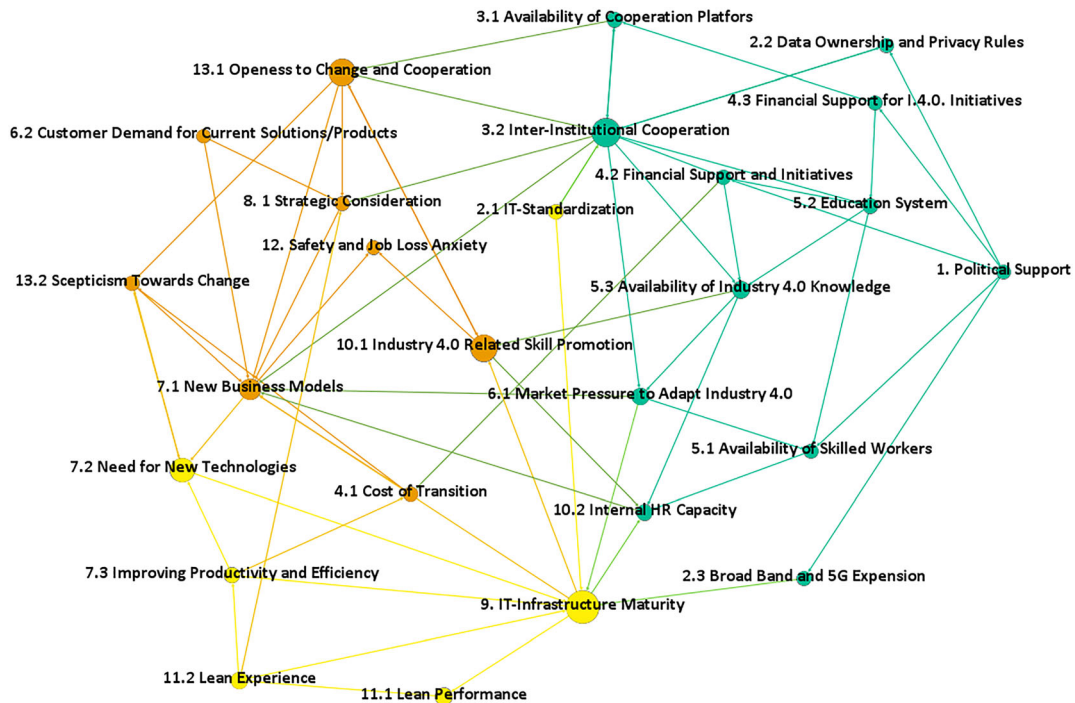 3.1 Availability of Cooperation Platfors
2.2 Data Ownership and Privacy Rules
13.1 Openess to Change and Cooperation
4.3 Financial Support for I.4.0. Initiatives
6.2 Customer Demand for Current Solutions/Products
3.2 Inter-Institutional Cooperation
4.2 Financial Support and Initiatives
8. 1 Strategic Consideration
5.2 Education System
2.1 IT-Standardization
12. Safety and Job Loss Anxiety
1. Political Support
13.2 Scepticism Towards Change
5.3 Availability of Industry 4.0 Knowledge
10.1 Industry 4.0 Related Skill Promotion
7.1 New Business Models
6.1 Market Pressure to Adapt Industry 4.0
5.1 Availability of Skilled Workers
7.2 Need for New Technologies
4.1 Cost of Transition
10.2 Internal HR Capacity
7.3 Improving Productivity and Efficiency
2.3 Broad Band and 5G Expension
9. IT-Infrastructure Maturity
11.2 Lean Experience
11.1 Lean Performance